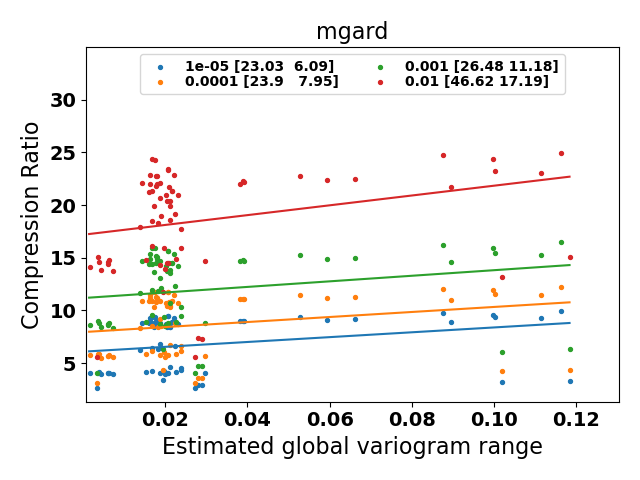 mgard
1e-05 [23.03  6.09]
0.0001 [23.9   7.95]
0.001 [26.48 11.18]
0.01 [46.62 17.19]
Compression Ratio
30
25
20
15
10
5
0.02 0.04 0.06 0.08 0.10 0.12
Estimated global variogram range